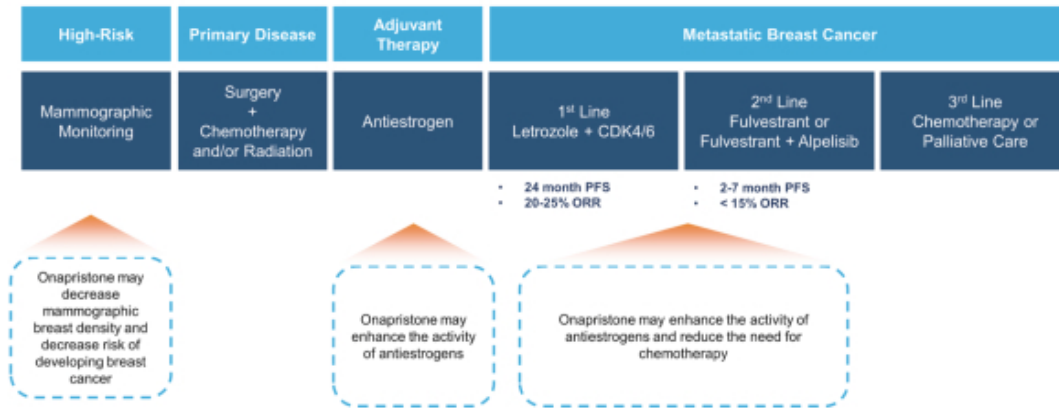 High-Risk
Primary Disease
Adjuvant
Therapy
Metastatic Breast Cancer
Mammographic
Monitoring
Surgery
+
Chemotherapy
and/or Radiation
Antiestrogen
1st Line
Letrozole + CDK4/6
2nd Line
Fulvestrant or
Fulvestrant + Alpelisib
3rd Line
Chemotherapy or
Palliative Care
• 24 month PFS
• 20-25% ORR
• 2-7 month PFS
• < 15% ORR
Onapristone may
decrease
mammographic
breast density and
decrease risk of
developing breast
cancer
Onapristone may
enhance the activity
of antiestrogens
Onapristone may enhance the activity of
antiestrogens and reduce the need for
chemotherapy